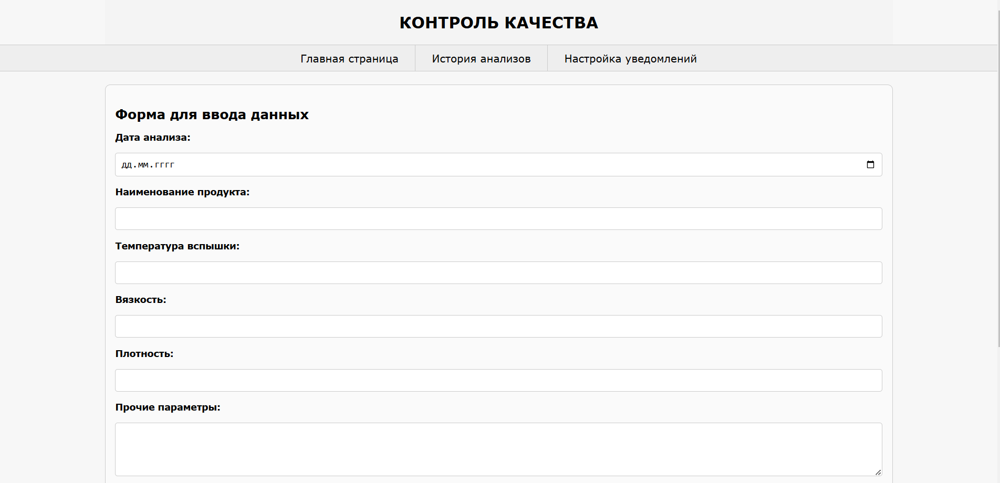 КОНТРОЛЬ КАЧЕСТВА
Главная страница
История анализов
Настройка уведомлений
Форма для ввода данных
Дата анализа:
дд.мм.гггг
Наименование продукта:
Температура вспышки:
Вязкость:
Плотность:
Прочие параметры: